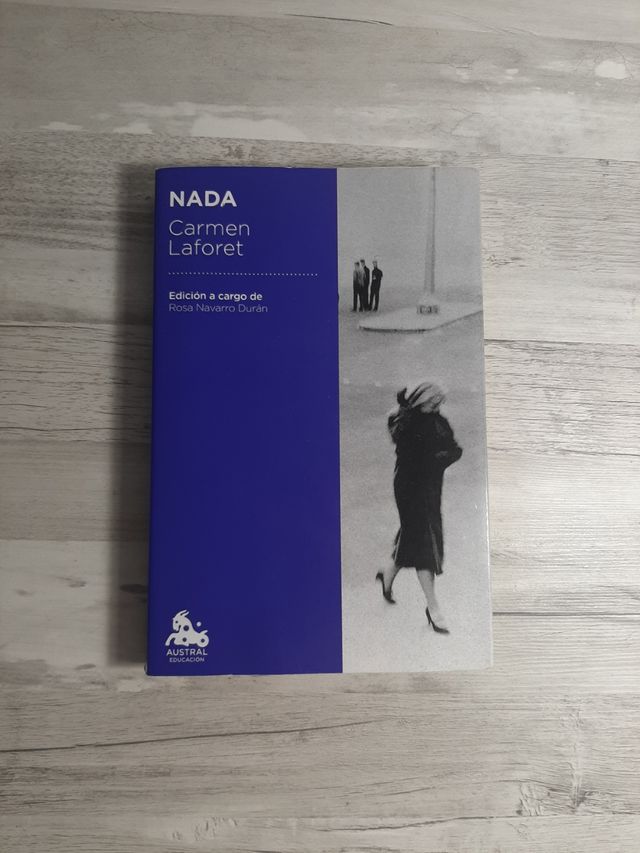 NADA
Carmen
Laforet
Edición a cargo de
Rosa Navarro Durán
AUSTRAL
EDUCACIÓN